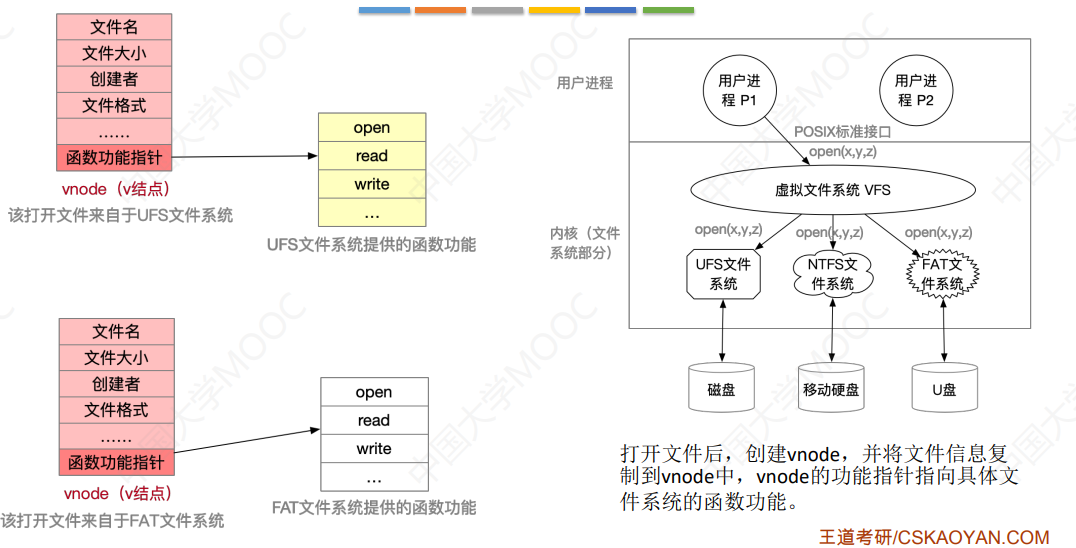 文件名
文件大小
创建者
文件格式
……
函数功能指针
vnode（v结点）
该打开文件来自于UFS文件系统
open
read
write
…
UFS文件系统提供的函数功能
文件名
文件大小
创建者
文件格式
……
函数功能指针
vnode（v结点）
该打开文件来自于FAT文件系统
open
read
write
…
FAT文件系统提供的函数功能
用户进程
用户进
程 P1
用户进
程 P2
POSIX标准接口
open(x,y,z)
虚拟文件系统 VFS
内核（文件
系统部分）
open(x,y,z)
open(x,y,z)
open(x,y,z)
UFS文件
系统
NTFS文
件系统
FAT文
件系统
磁盘
移动硬盘
U盘
打开文件后，创建vnode，并将文件信息复
制到vnode中，vnode的功能指针指向具体文
件系统的函数功能。
王道考研/CSKAOYAN.COM
中国大学MOOC